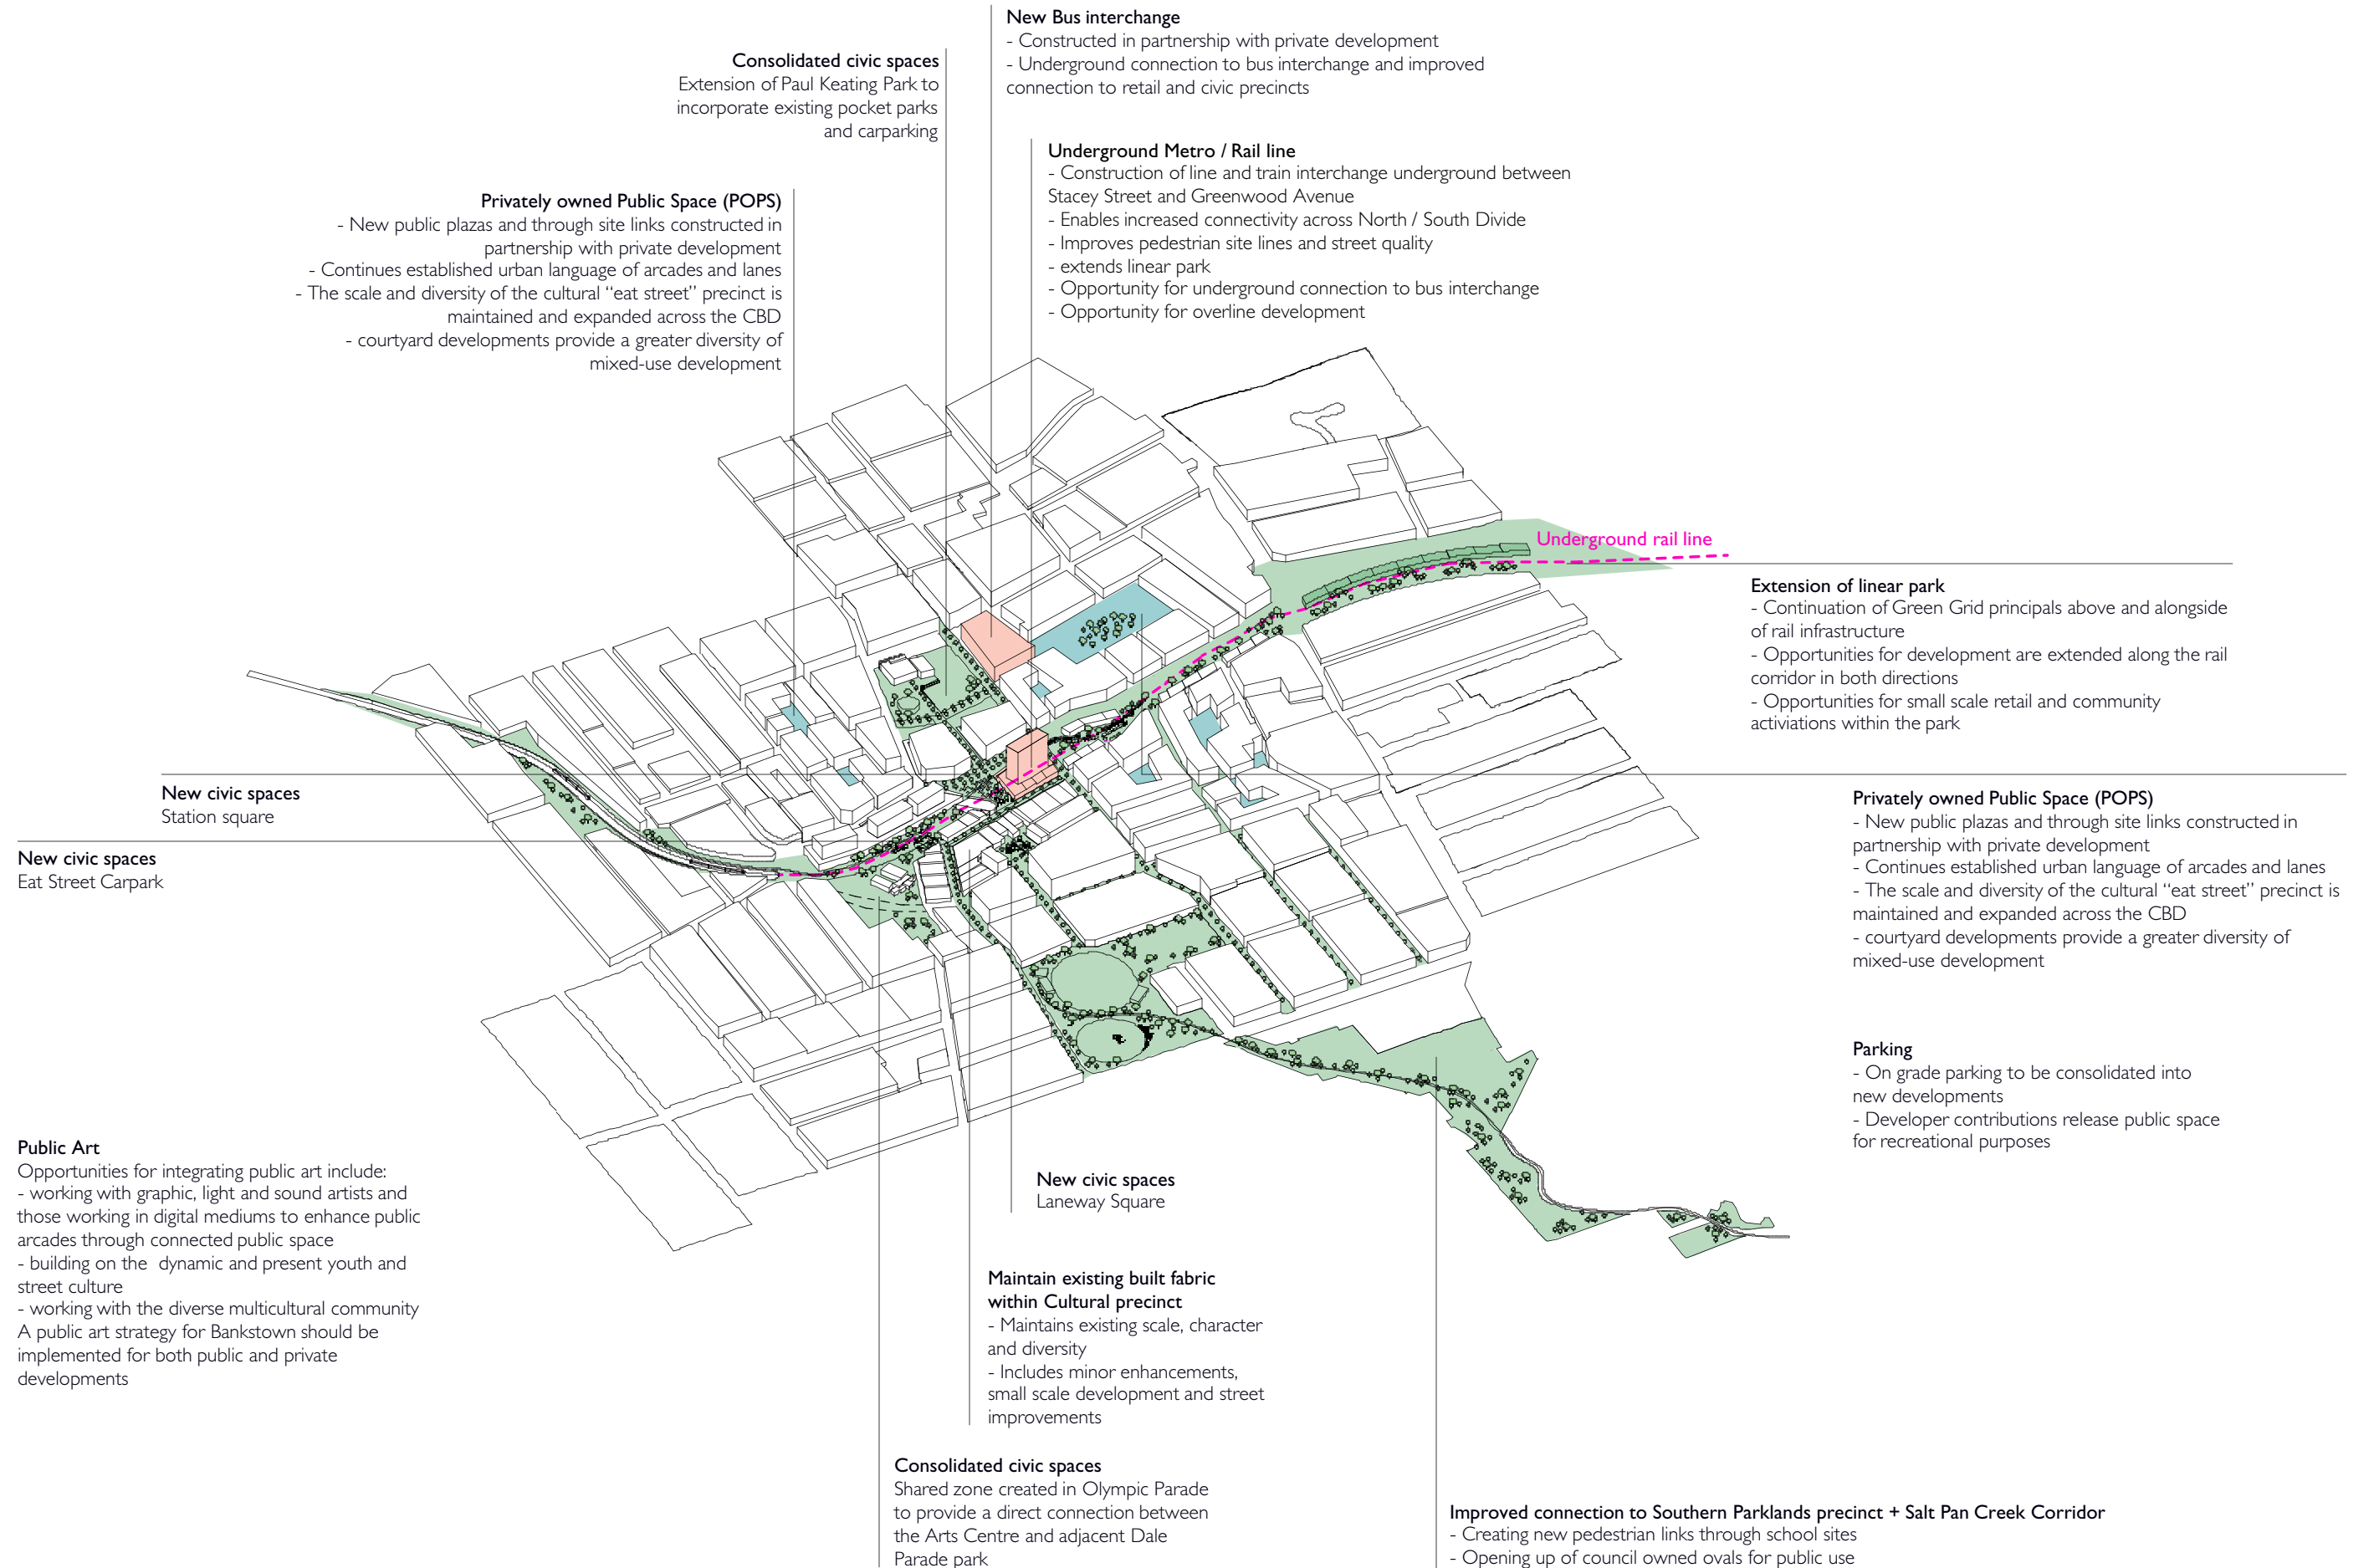 New Bus interchange
- Constructed in partnership with private development
- Underground connection to bus interchange and improved
connection to retail and civic precincts
Consolidated civic spaces
Extension of Paul Keating Park to
incorporate existing pocket parks
and carparking
Underground Metro / Rail line
- Construction of line and train interchange underground between
Stacey Street and Greenwood Avenue
- Enables increased connectivity across North / South Divide
- Improves pedestrian site lines and street quality
- extends linear park
- Opportunity for underground connection to bus interchange
- Opportunity for overline development
Privately owned Public Space (POPS)
- New public plazas and through site links constructed in
partnership with private development
- Continues established urban language of arcades and lanes
- The scale and diversity of the cultural “eat street” precinct is
maintained and expanded across the CBD
- courtyard developments provide a greater diversity of
mixed-use development
Underground rail line
Extension of linear park
- Continuation of Green Grid principals above and alongside
of rail infrastructure
- Opportunities for development are extended along the rail
corridor in both directions
- Opportunities for small scale retail and community
activiations within the park
New civic spaces
Station square
New civic spaces
Eat Street Carpark
Privately owned Public Space (POPS)
- New public plazas and through site links constructed in
partnership with private development
- Continues established urban language of arcades and lanes
- The scale and diversity of the cultural “eat street” precinct is
maintained and expanded across the CBD
- courtyard developments provide a greater diversity of
mixed-use development
Parking
- On grade parking to be consolidated into
new developments
- Developer contributions release public space
for recreational purposes
Public Art
Opportunities for integrating public art include:
- working with graphic, light and sound artists and
those working in digital mediums to enhance public
arcades through connected public space
- building on the  dynamic and present youth and
street culture
- working with the diverse multicultural community
A public art strategy for Bankstown should be
implemented for both public and private
developments
New civic spaces
Laneway Square
Maintain existing built fabric
within Cultural precinct
- Maintains existing scale, character
and diversity
- Includes minor enhancements,
small scale development and street
improvements
Consolidated civic spaces
Shared zone created in Olympic Parade
to provide a direct connection between
the Arts Centre and adjacent Dale
Parade park
Improved connection to Southern Parklands precinct + Salt Pan Creek Corridor
- Creating new pedestrian links through school sites
- Opening up of council owned ovals for public use